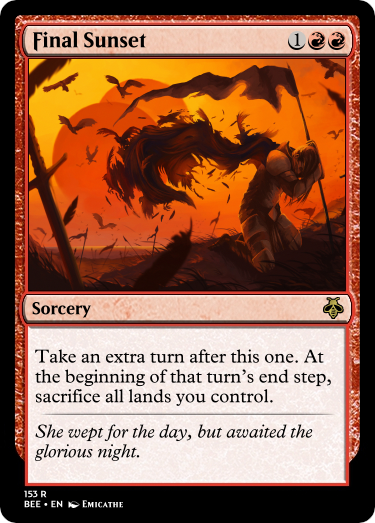 Final Sunset 1
Sorcery
Take an extra turn after this one. At
the beginning of that turn's end step,
sacrifice all lands you control.
She wept for the day, but awaited the
glorious night.
153 R
BEE • EN Emicathe